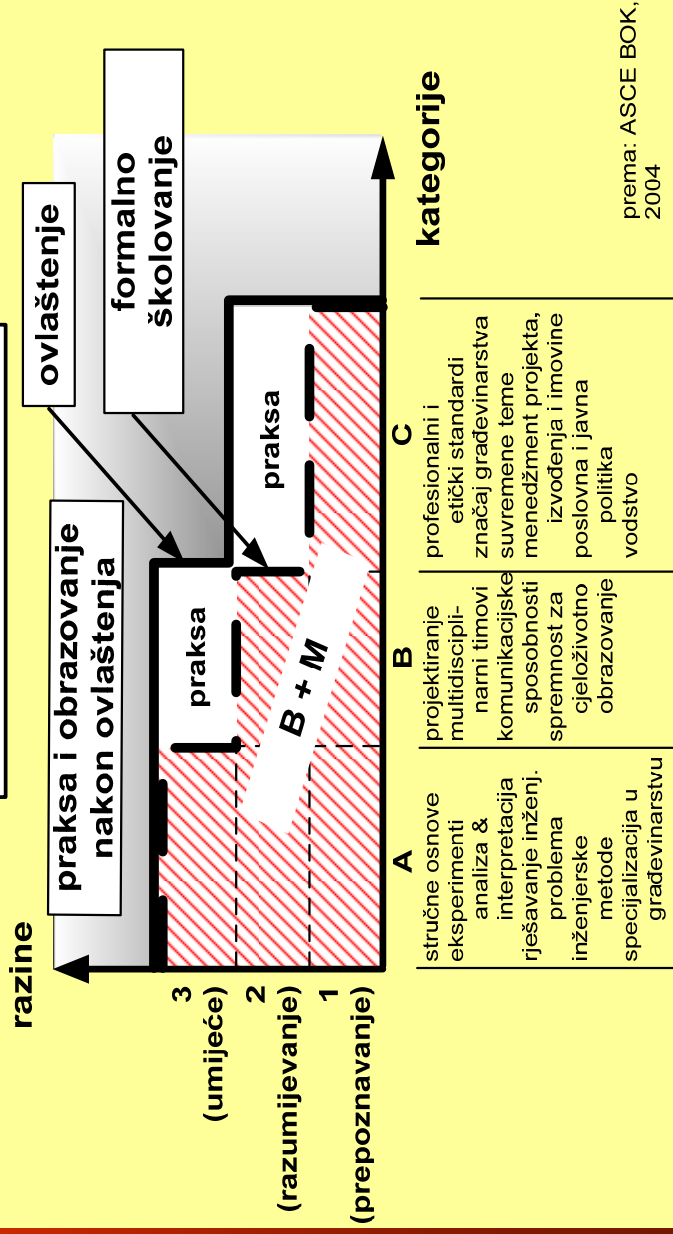 razine
praksa i obrazovanje
nakon ovlaštenja
ovlaštenje
formalno
školovanje
3
(umijeće)
2
(razumijevanje)
1
(prepoznavanje)
praksa
praksa
B + M
kategorije
A
stručne osnove
eksperimenti
analiza &
interpretacija
rješavanje inženj.
problema
inženjerske
metode
specijalizacija u
građevinarstvu
B
projektiranje
multidiscipli-
narni timovi
komunikacijske
sposobnosti
spremnost za
cjeloživotno
obrazovanje
C
profesionalni i
etički standardi
značaj građevinarstva
suvremene teme
menedžment projekta,
izvođenja i imovine
poslovna i javna
politika
vodstvo
prema: ASCE BOK,
2004